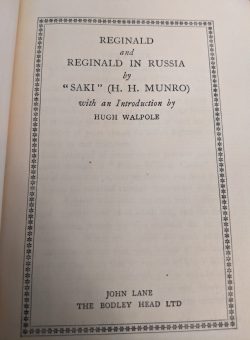 REGINALD
and
REGINALD IN RUSSIA
by
"SAKI" (H. H. MUNRO)
with an Introduction by
HUGH WALPOLE
JOHN LANE
THE BODLEY HEAD LTD